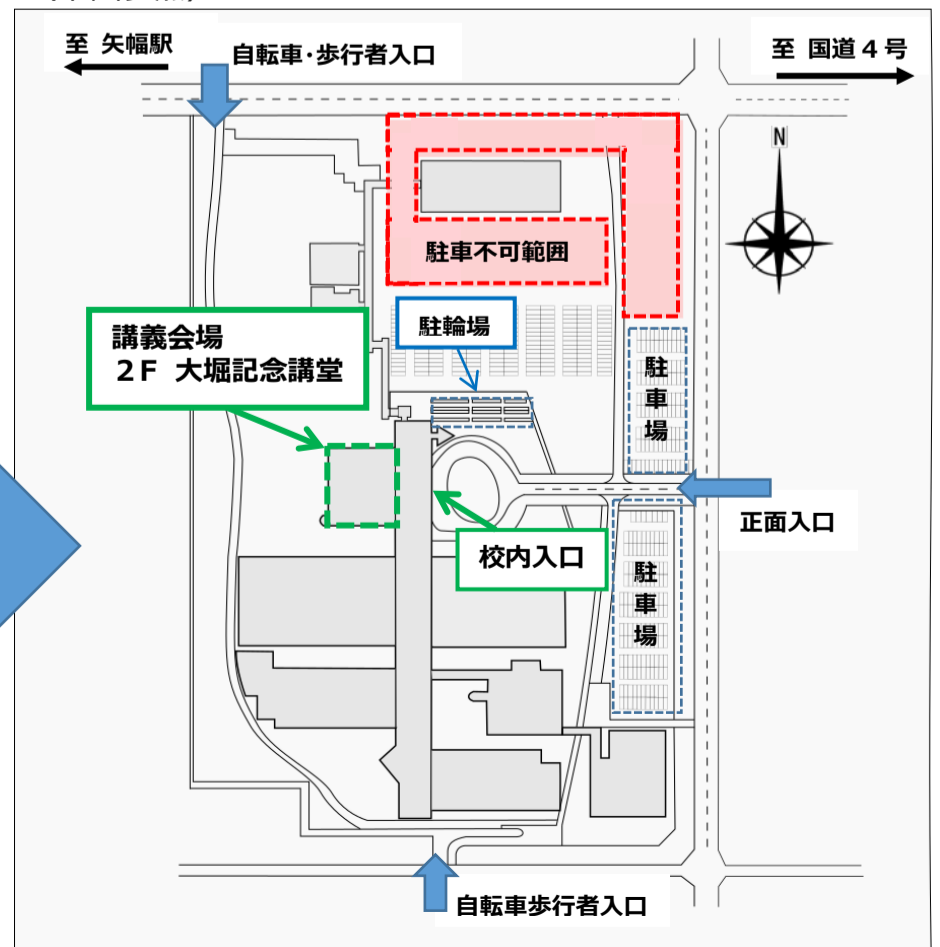 至 矢幅駅
自転車・歩行者入口
至 国道４号
N
駐車不可範囲
駐輪場
講義会場
２Ｆ 大堀記念講堂
駐車場
正面入口
校内入口
駐車場
自転車歩行者入口